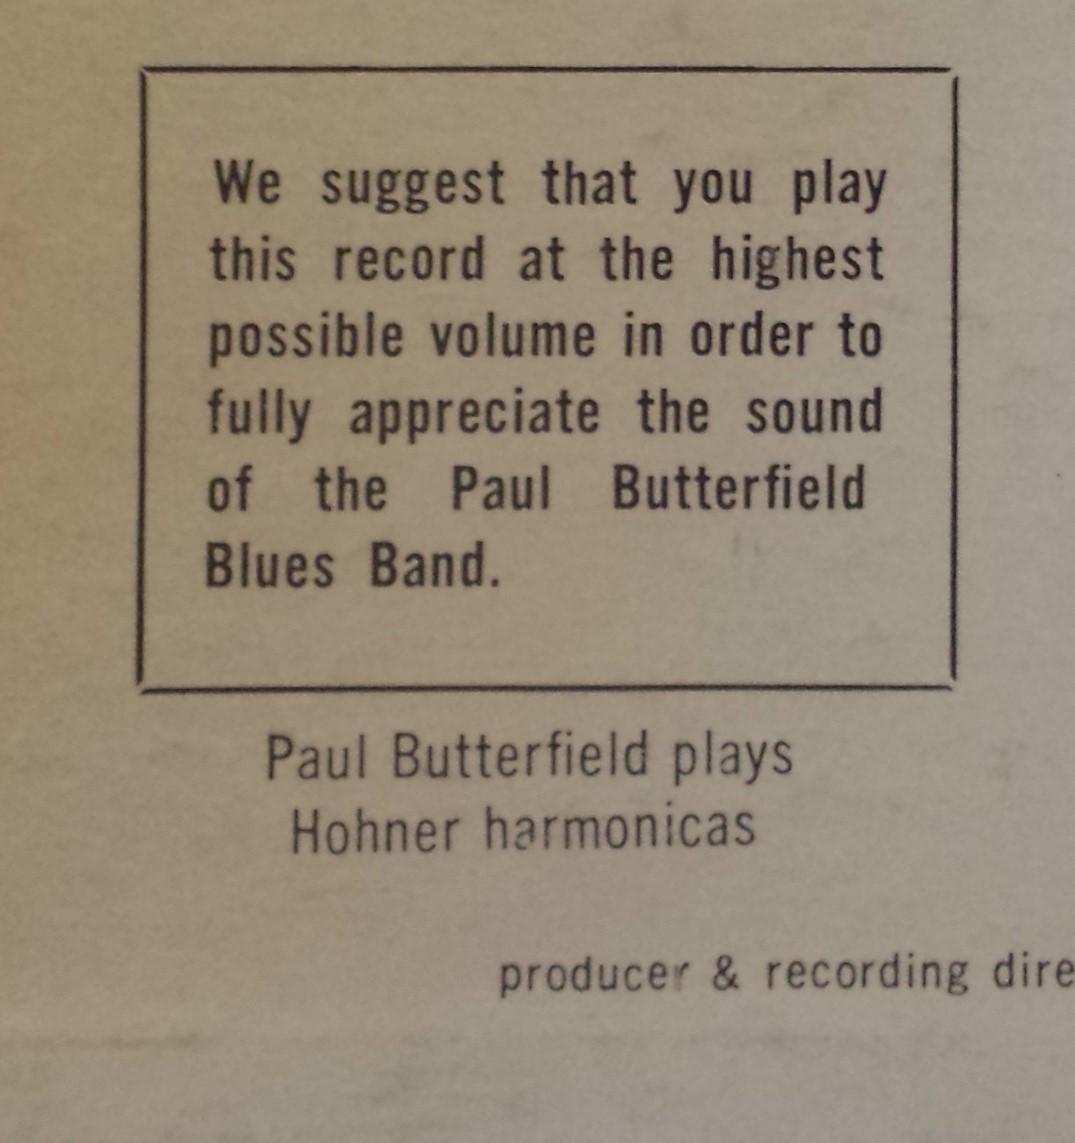 We suggest that you play
this record at the highest
possible volume in order to
fully appreciate the sound
of the Paul Butterfield
Blues Band.
Paul Butterfield plays
Hohner harmonicas
producer & recording dire